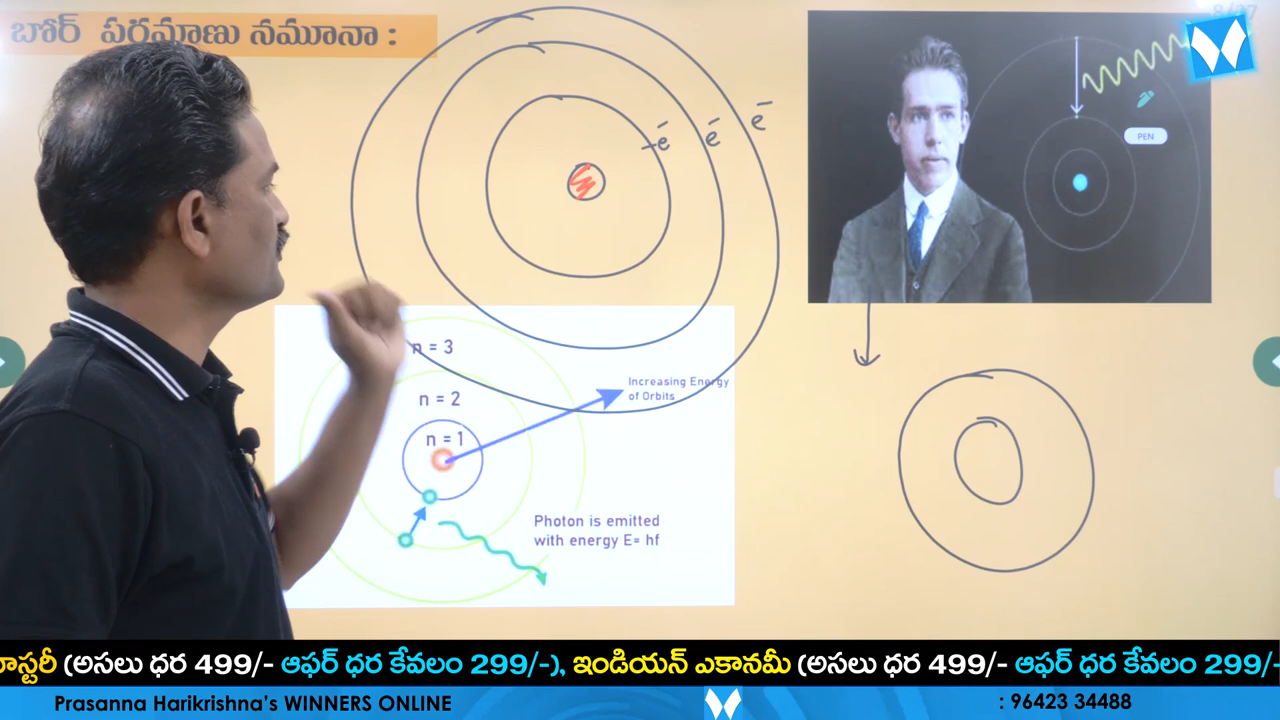 బోర్ పరమాణు నమూనా :
e⁻
e⁻
e⁻
PEN
n = 3
n = 2
n = 1
Increasing Energy
of Orbits
Photon is emitted
with energy E= hf
(అసలు ధర 499/- ఆఫర్ ధర కేవలం 299/-), ఇండియన్ ఎకానమీ (అసలు ధర 499/- ఆఫర్ ధర కేవలం 299/-
Prasanna Harikrishna's WINNERS ONLINE
: 96423 34488